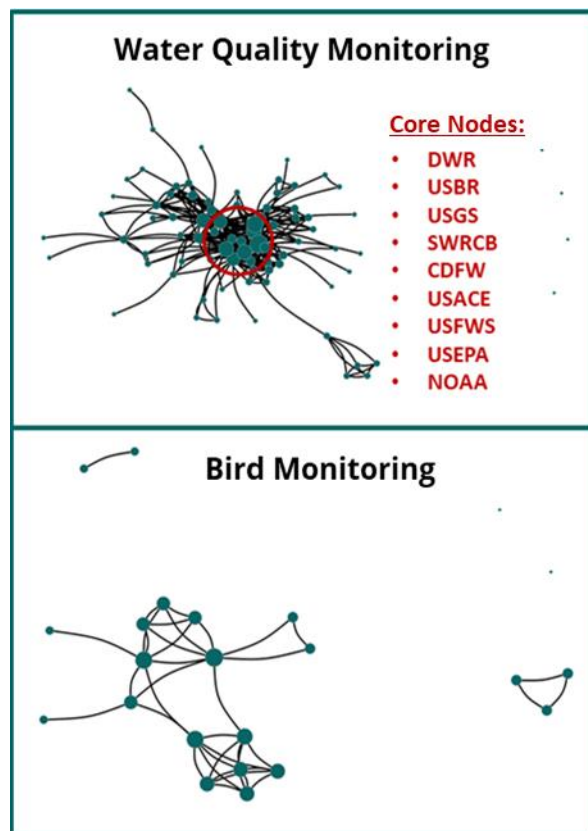 Water Quality Monitoring
Core Nodes:
• DWR
• USBR
• USGS
• SWRCB
• CDFW
• USACE
• USFWS
• USEPA
• NOAA
Bird Monitoring